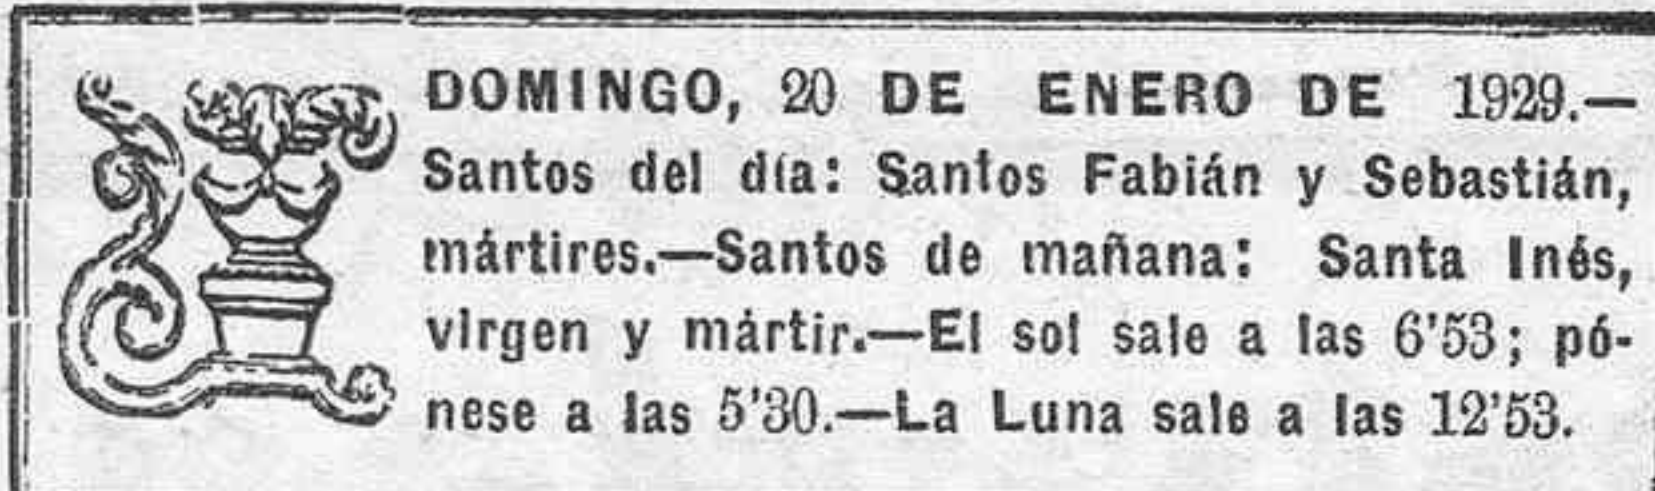 DOMINGO, 20 DE ENERO DE 1929.—
Santos del día: Santos Fabián y Sebastián,
mártires.—Santos de mañana: Santa Inés,
virgen y mártir.—El sol sale a las 6'53; pó-
nese a las 5'30.—La Luna sale a las 12'53.